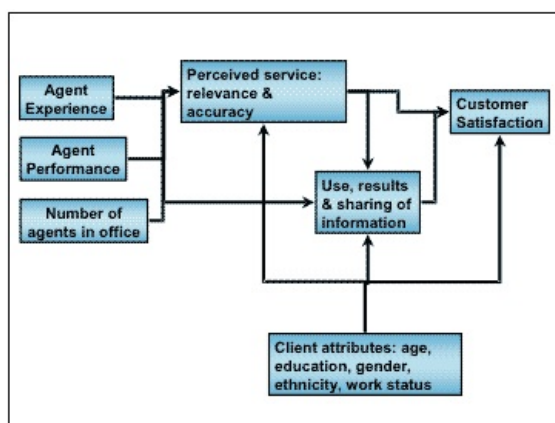 Agent
Experience
Perceived service:
relevance &
accuracy
Customer
Satisfaction
Agent
Performance
Use, results
& sharing of
information
Number of
agents in office
Client attributes: age,
education, gender,
ethnicity, work status